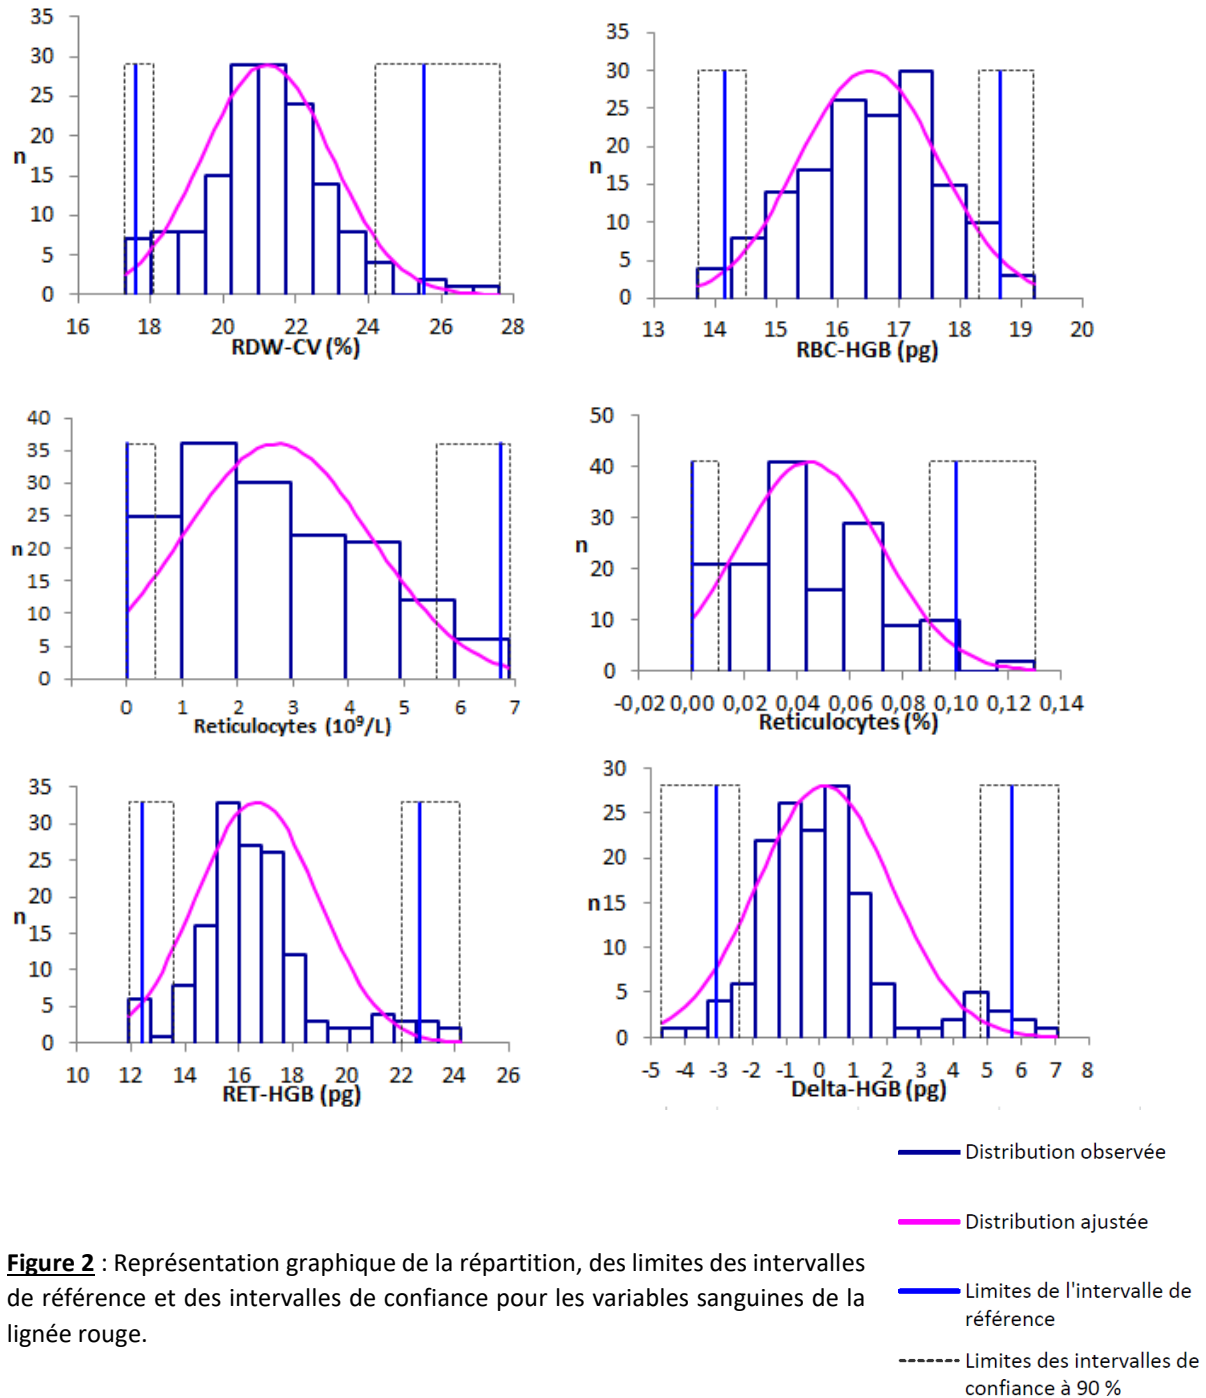 35
30
25
20
15
10
5
0
n
16 18 20 22 24 26 28
RDW-CV (%)
35
30
25
20
15
10
5
0
n
13 14 15 16 17 18 19 20
RBC-HGB (pg)
40
35
30
25
20
15
10
5
0
n
0 1 2 3 4 5 6 7
Reticulocytes (10⁹/L)
50
40
30
20
10
0
n
-0,02 0,00 0,02 0,04 0,06 0,08 0,10 0,12 0,14
Reticulocytes (%)
35
30
25
20
15
10
5
0
n
10 12 14 16 18 20 22 24 26
RET-HGB (pg)
30
25
20
15
10
5
0
n
-5 -4 -3 -2 -1 0 1 2 3 4 5 6 7 8
Delta-HGB (pg)
Distribution observée
Distribution ajustée
Limites de l'intervalle de
référence
Limites des intervalles de
confiance à 90 %
Figure 2 : Représentation graphique de la répartition, des limites des intervalles
de référence et des intervalles de confiance pour les variables sanguines de la
lignée rouge.